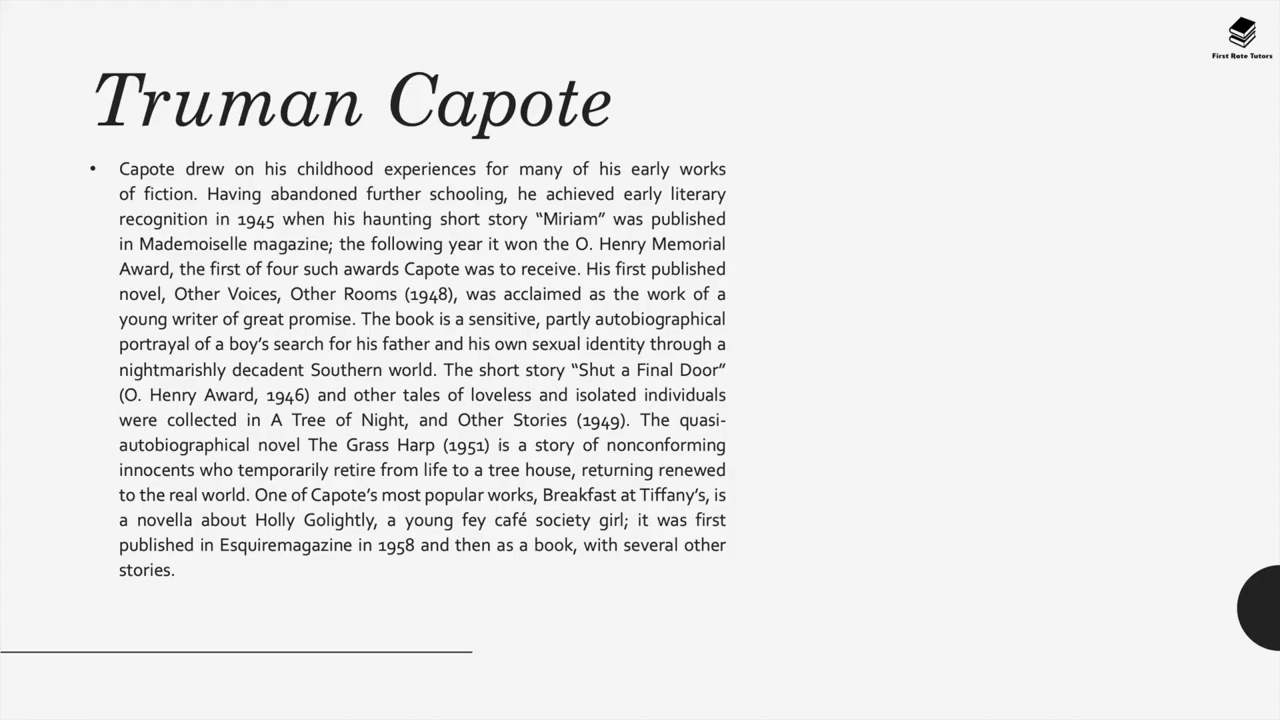 First Rate Tutors
Truman Capote
• Capote drew on his childhood experiences for many of his early works
of fiction. Having abandoned further schooling, he achieved early literary
recognition in 1945 when his haunting short story “Miriam” was published
in Mademoiselle magazine; the following year it won the O. Henry Memorial
Award, the first of four such awards Capote was to receive. His first published
novel, Other Voices, Other Rooms (1948), was acclaimed as the work of a
young writer of great promise. The book is a sensitive, partly autobiographical
portrayal of a boy’s search for his father and his own sexual identity through a
nightmarishly decadent Southern world. The short story “Shut a Final Door”
(O. Henry Award, 1946) and other tales of loveless and isolated individuals
were collected in A Tree of Night, and Other Stories (1949). The quasi-
autobiographical novel The Grass Harp (1951) is a story of nonconforming
innocents who temporarily retire from life to a tree house, returning renewed
to the real world. One of Capote’s most popular works, Breakfast at Tiffany’s, is
a novella about Holly Golightly, a young fey café society girl; it was first
published in Esquiremagazine in 1958 and then as a book, with several other
stories.